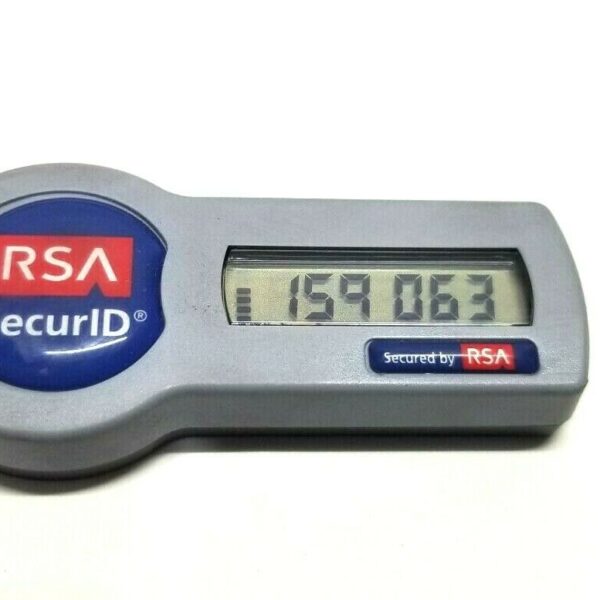 RSA
ecurID®
159 063
Secured by RSA